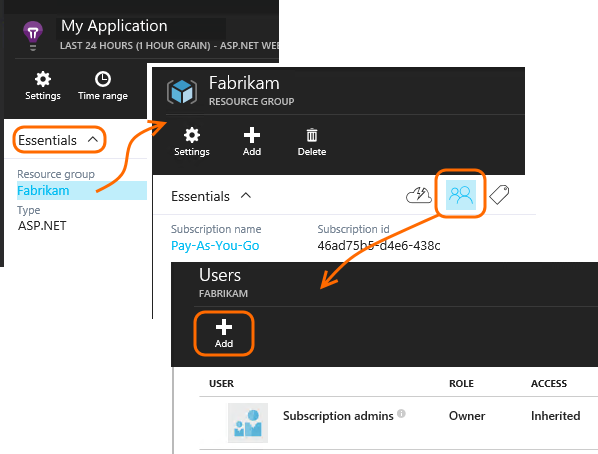 My Application
LAST 24 HOURS (1 HOUR GRAIN) - ASP.NET WE
Settings
Time range
Essentials
Resource group
Fabrikam
Type
ASP.NET
Fabrikam
RESOURCE GROUP
Settings
Add
Delete
Essentials
Subscription name
Subscription id
Pay-As-You-Go
46ad75b5-d4e6-438c
Users
FABRIKAM
Add
USER
ROLE
ACCESS
Subscription admins
Owner
Inherited